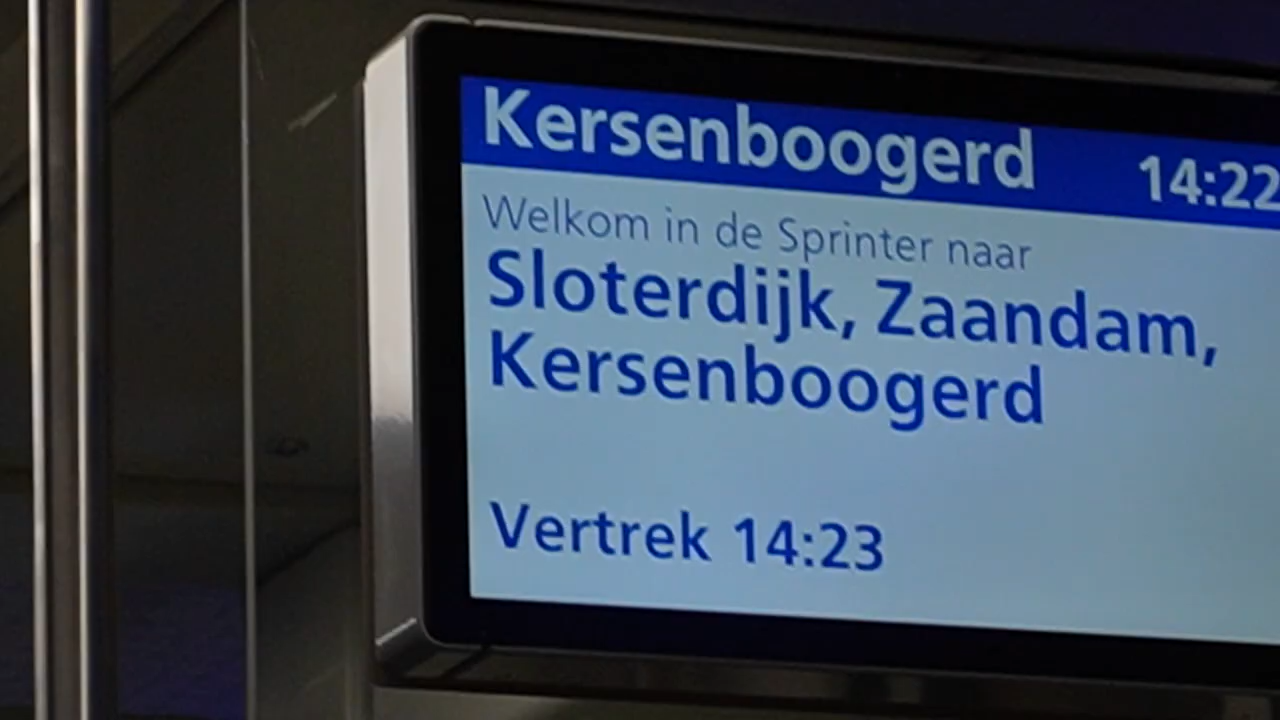 Kersenboogerd 14:22
Welkom in de Sprinter naar
Sloterdijk, Zaandam,
Kersenboogerd
Vertrek 14:23